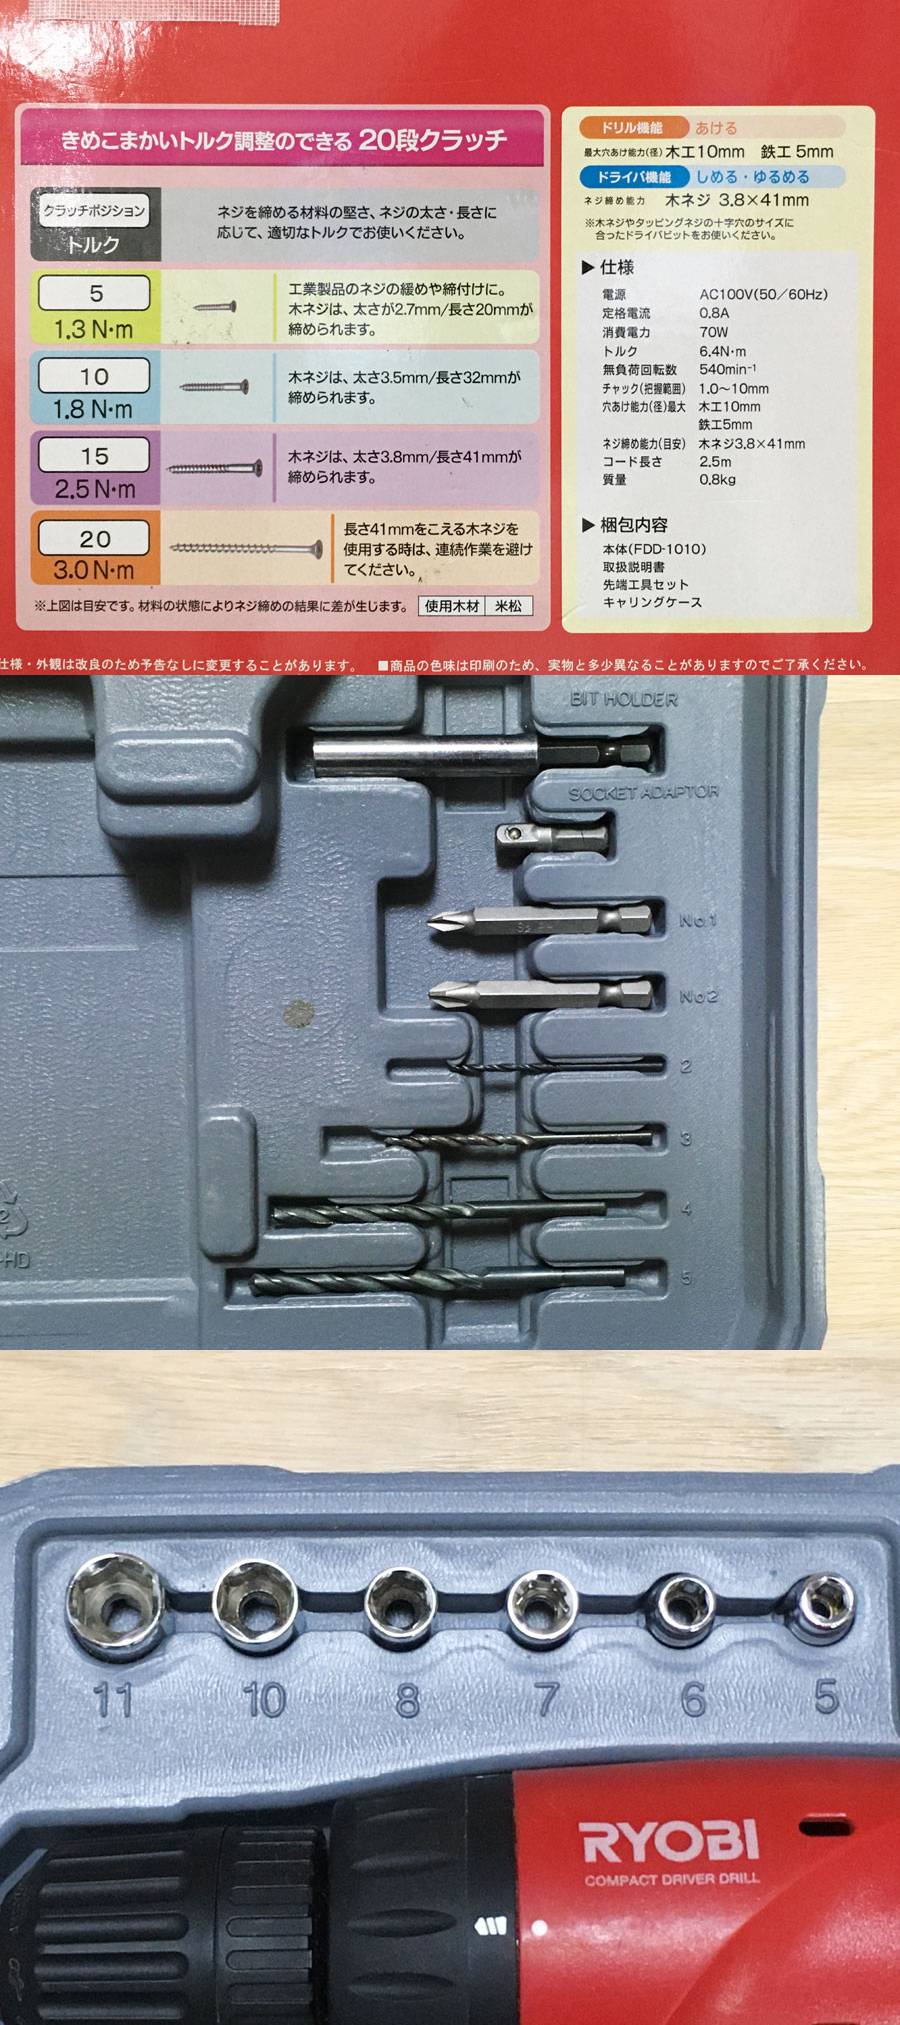 きめこまかいトルク調整のできる 20段クラッチ
クラッチポジション
トルク
ネジを締める材料の堅さ、ネジの太さ・長さに
応じて、適切なトルクでお使いください。
5
1.3 N·m
工業製品のネジの緩めや締付けに。
木ネジは、太さが2.7mm/長さ20mmが
締められます。
10
1.8 N·m
木ネジは、太さ3.5mm/長さ32mmが
締められます。
15
2.5 N·m
木ネジは、太さ3.8mm/長さ41mmが
締められます。
20
3.0 N·m
長さ41mmをこえる木ネジを
使用する時は、連続作業を避け
てください。
※上図は目安です。材料の状態によりネジ締めの結果に差が生じます。 使用木材 米松
ドリル機能 あける
最大穴あけ能力(径) 木工10mm 鉄工5mm
ドライバ機能 しめる・ゆるめる
ネジ締め能力 木ネジ 3.8×41mm
※木ネジやタッピングネジの十字穴のサイズに
合ったドライバビットをお使いください。
▶ 仕様
電源 AC100V(50／60Hz)
定格電流 0.8A
消費電力 70W
トルク 6.4N·m
無負荷回転数 540min⁻¹
チャック(把握範囲) 1.0〜10mm
穴あけ能力(径)最大 木工10mm
鉄工5mm
ネジ締め能力(目安) 木ネジ3.8×41mm
コード長さ 2.5m
質量 0.8kg
▶ 梱包内容
本体(FDD-1010)
取扱説明書
先端工具セット
キャリングケース
仕様・外観は改良のため予告なしに変更することがあります。 ■商品の色味は印刷のため、実物と多少異なることがありますのでご了承ください。
BIT HOLDER
SOCKET ADAPTOR
No1
No2
2
3
4
5
11 10 8 7 6 5
RYOBI
COMPACT DRIVER DRILL